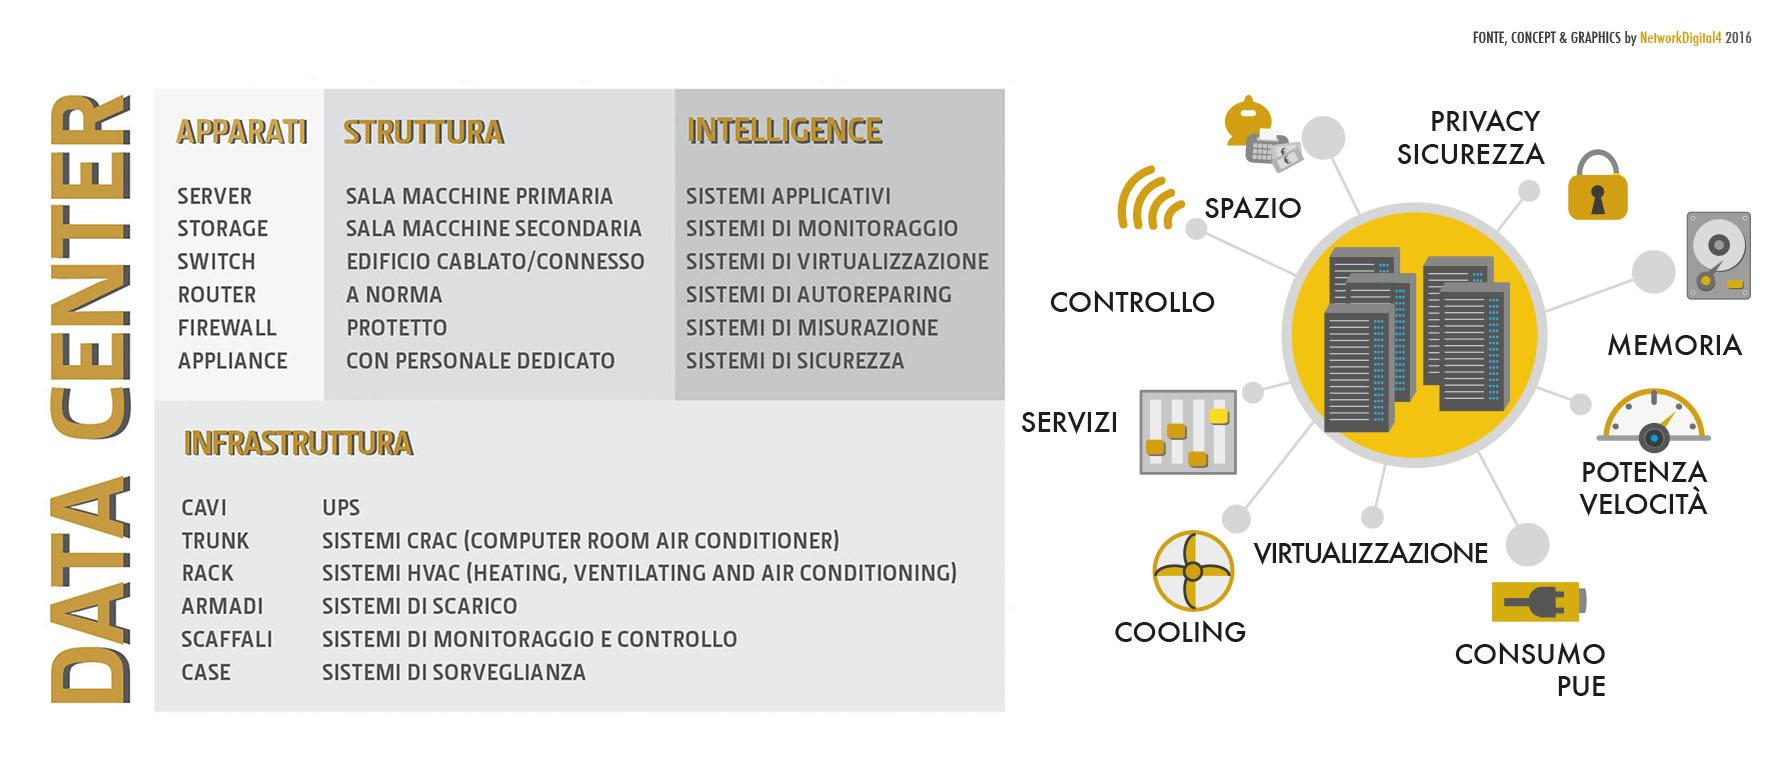 FONTE, CONCEPT & GRAPHICS by NetworkDigital4 2016
DATA CENTER
APPARATI
SERVER
STORAGE
SWITCH
ROUTER
FIREWALL
APPLIANCE
STRUTTURA
SALA MACCHINE PRIMARIA
SALA MACCHINE SECONDARIA
EDIFICIO CABLATO/CONNESSO
A NORMA
PROTETTO
CON PERSONALE DEDICATO
INTELLIGENCE
SISTEMI APPLICATIVI
SISTEMI DI MONITORAGGIO
SISTEMI DI VIRTUALIZZAZIONE
SISTEMI DI AUTOREPARING
SISTEMI DI MISURAZIONE
SISTEMI DI SICUREZZA
INFRASTRUTTURA
CAVI
TRUNK
RACK
ARMADI
SCAFFALI
CASE
UPS
SISTEMI CRAC (COMPUTER ROOM AIR CONDITIONER)
SISTEMI HVAC (HEATING, VENTILATING AND AIR CONDITIONING)
SISTEMI DI SCARICO
SISTEMI DI MONITORAGGIO E CONTROLLO
SISTEMI DI SORVEGLIANZA
PRIVACY
SICUREZZA
SPAZIO
CONTROLLO
MEMORIA
SERVIZI
POTENZA
VELOCITÀ
VIRTUALIZZAZIONE
COOLING
CONSUMO
PUE